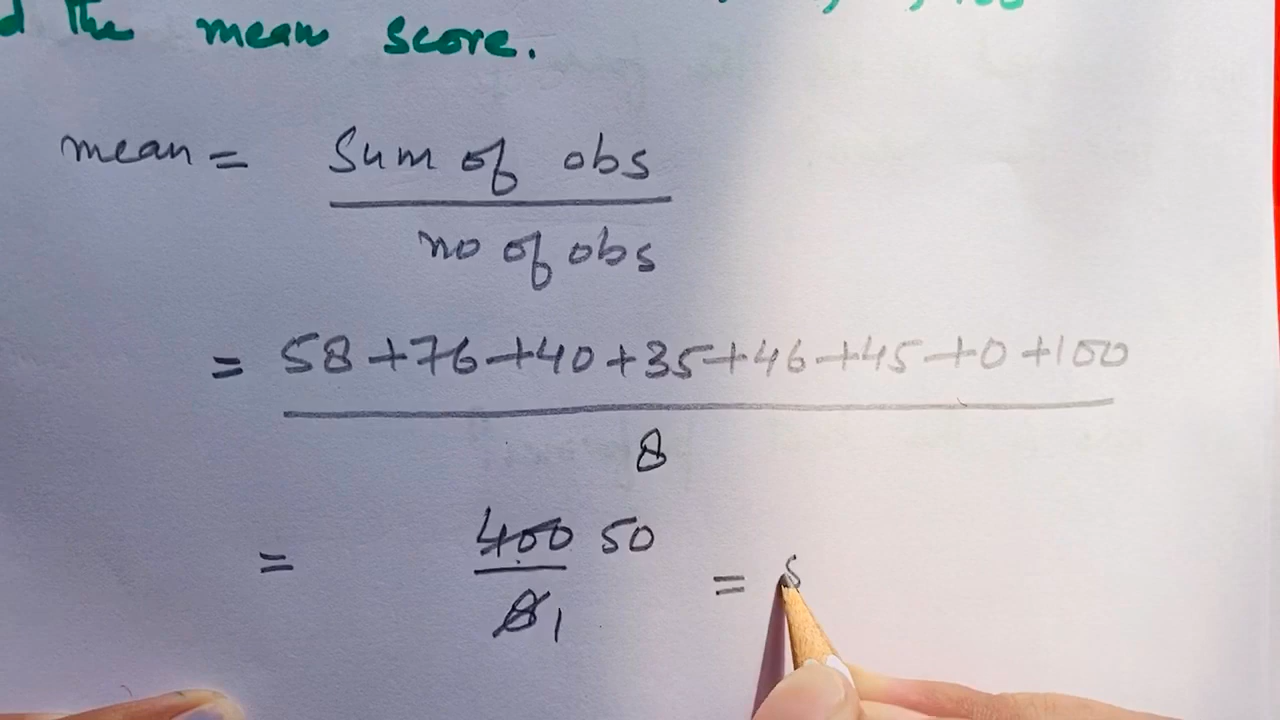 the mean score.
mean = Sum of obs
no of obs
= 58+76+40+35+46+45+0+100
8
= 400 50
8 1
= 5